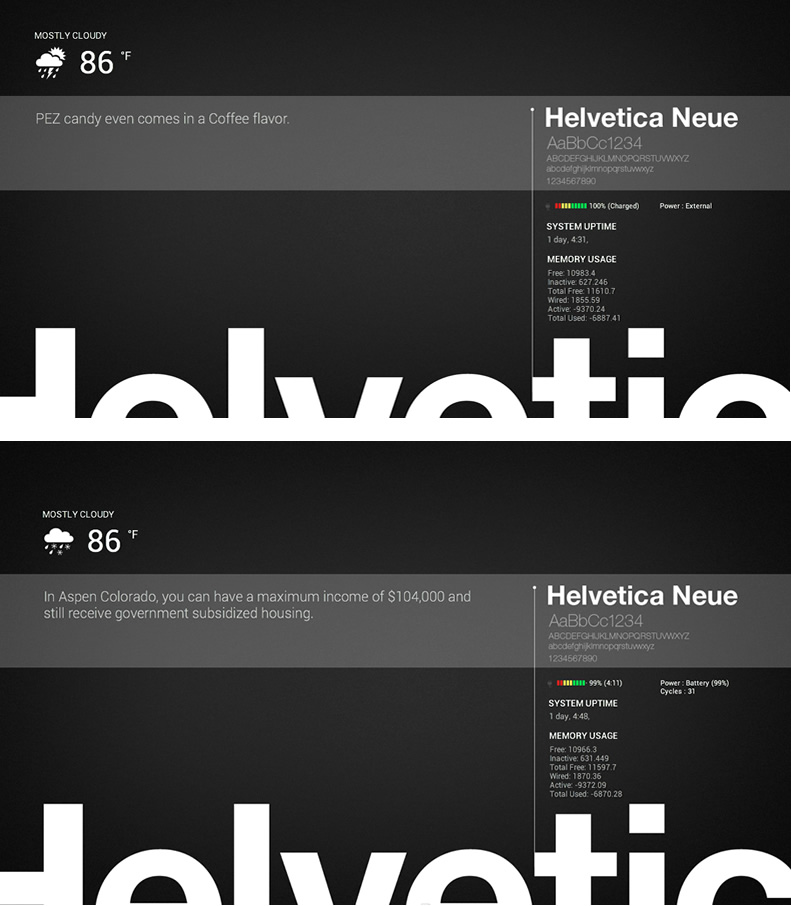 MOSTLY CLOUDY
86 °F
PEZ candy even comes in a Coffee flavor.
Helvetica Neue
AaBbCc1234
ABCDEFGHIJKLMNOPQRSTUVWXYZ
abcdefghijklmnopqrstuvwxyz
1234567890
100% (Charged) Power : External
SYSTEM UPTIME
1 day, 4:31,
MEMORY USAGE
Free: 10983.4
Inactive: 627.246
Total Free: 11610.7
Wired: 1855.59
Active: -9370.24
Total Used: -6887.41
Helvetic
MOSTLY CLOUDY
86 °F
In Aspen Colorado, you can have a maximum income of $104,000 and
still receive government subsidized housing.
Helvetica Neue
AaBbCc1234
ABCDEFGHIJKLMNOPQRSTUVWXYZ
abcdefghijklmnopqrstuvwxyz
1234567890
99% (4:11) Power : Battery (99%)
Cycles : 31
SYSTEM UPTIME
1 day, 4:48,
MEMORY USAGE
Free: 10966.3
Inactive: 631.449
Total Free: 11597.7
Wired: 1870.36
Active: -9372.09
Total Used: -6870.28
Helvetic